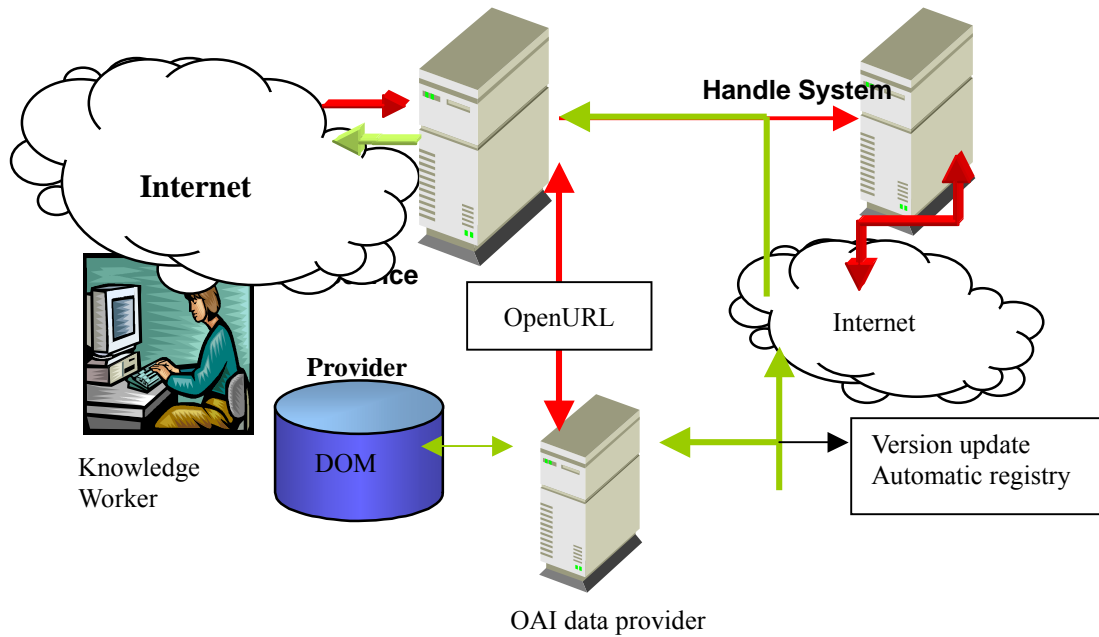 Handle System
Internet
OpenURL
Internet
Provider
DOM
Knowledge
Worker
Version update
Automatic registry
OAI data provider